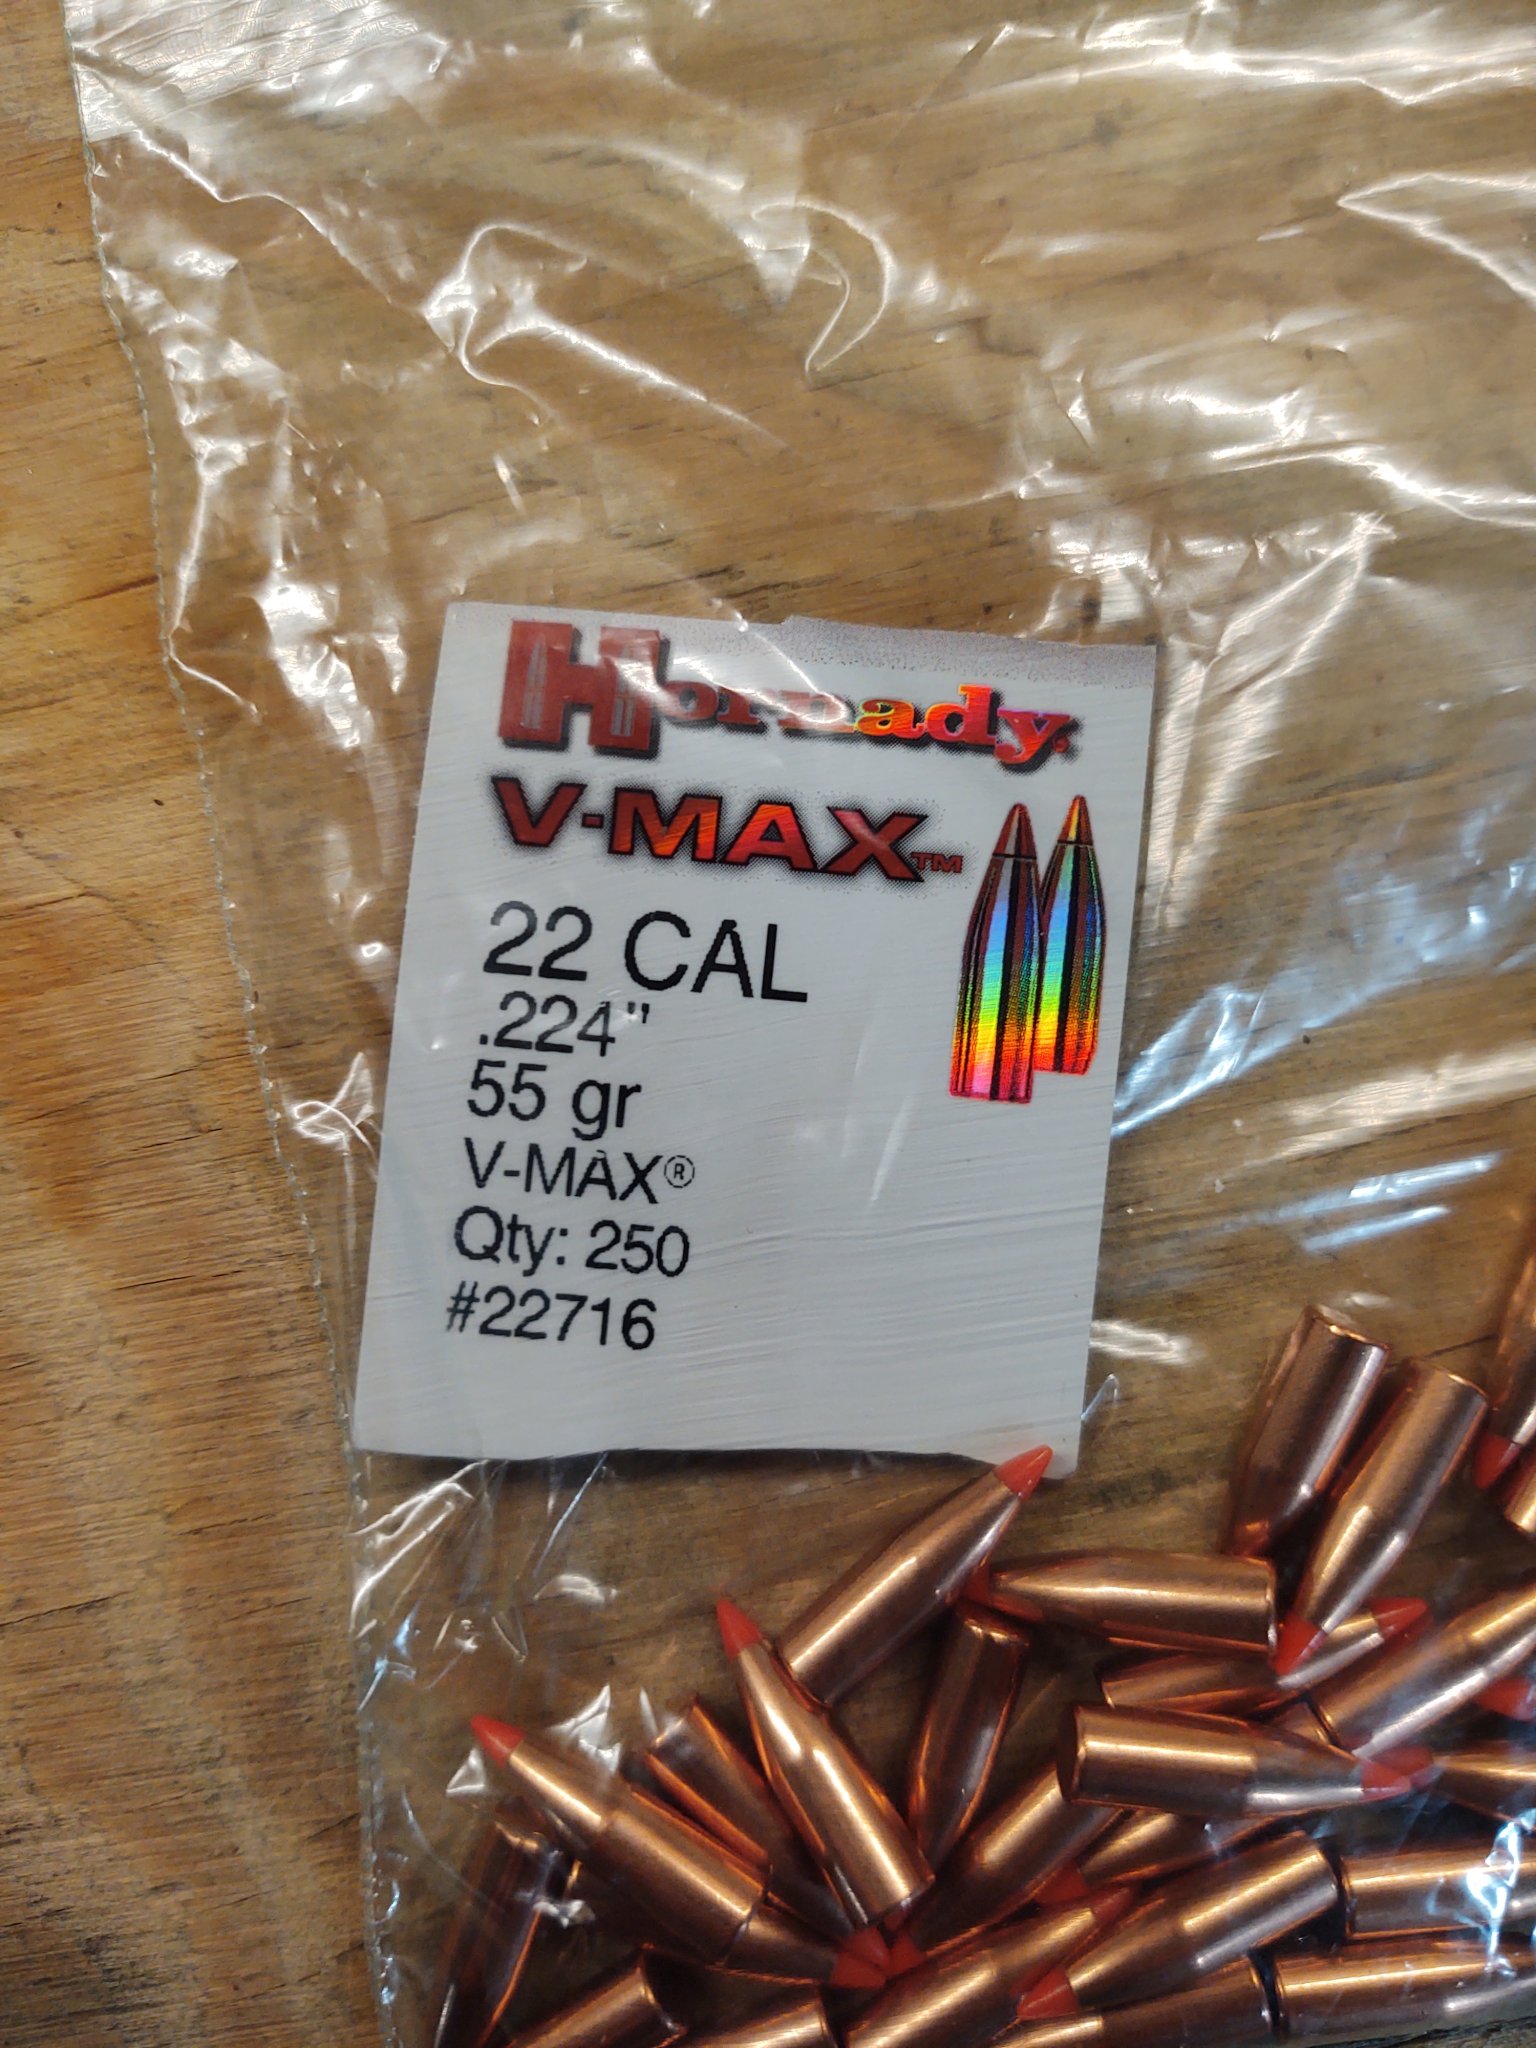 Hornady®
V-MAX™
22 CAL
.224"
55 gr
V-MAX®
Qty: 250
#22716